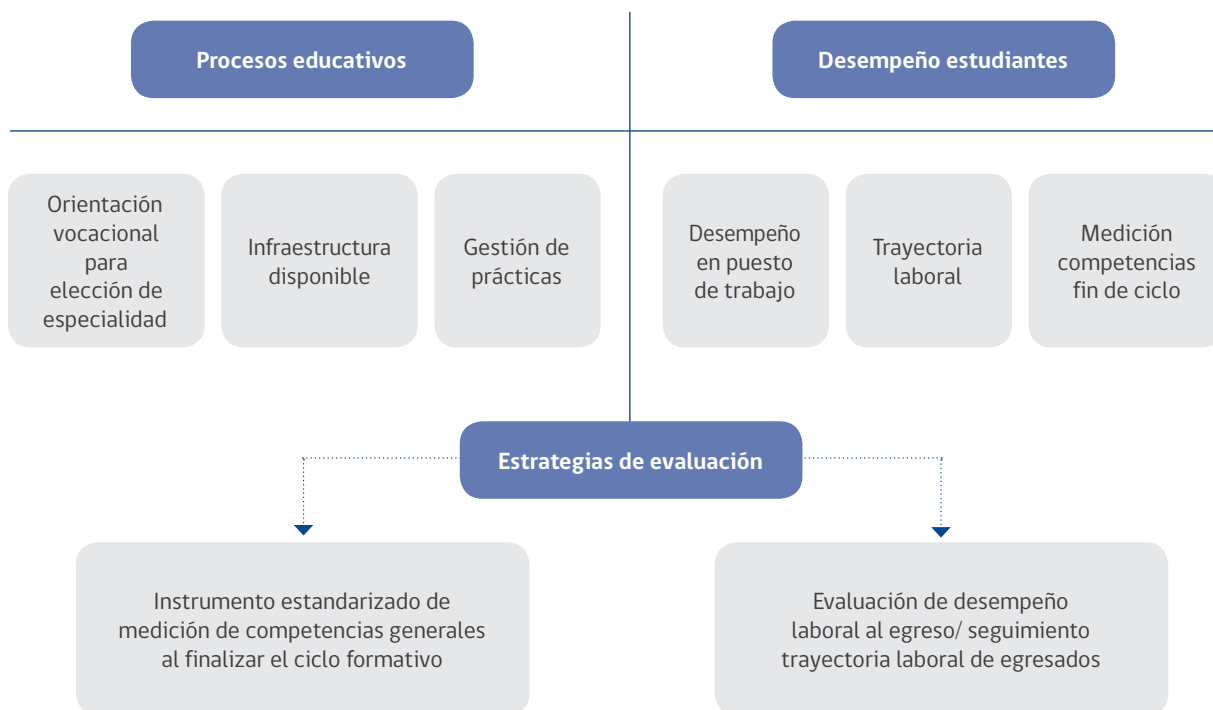 Procesos educativos
Desempeño estudiantes
Orientación
vocacional
para
elección de
especialidad
Infraestructura
disponible
Gestión de
prácticas
Desempeño
en puesto
de trabajo
Trayectoria
laboral
Medición
competencias
fin de ciclo
Estrategias de evaluación
Instrumento estandarizado de
medición de competencias generales
al finalizar el ciclo formativo
Evaluación de desempeño
laboral al egreso/ seguimiento
trayectoria laboral de egresados